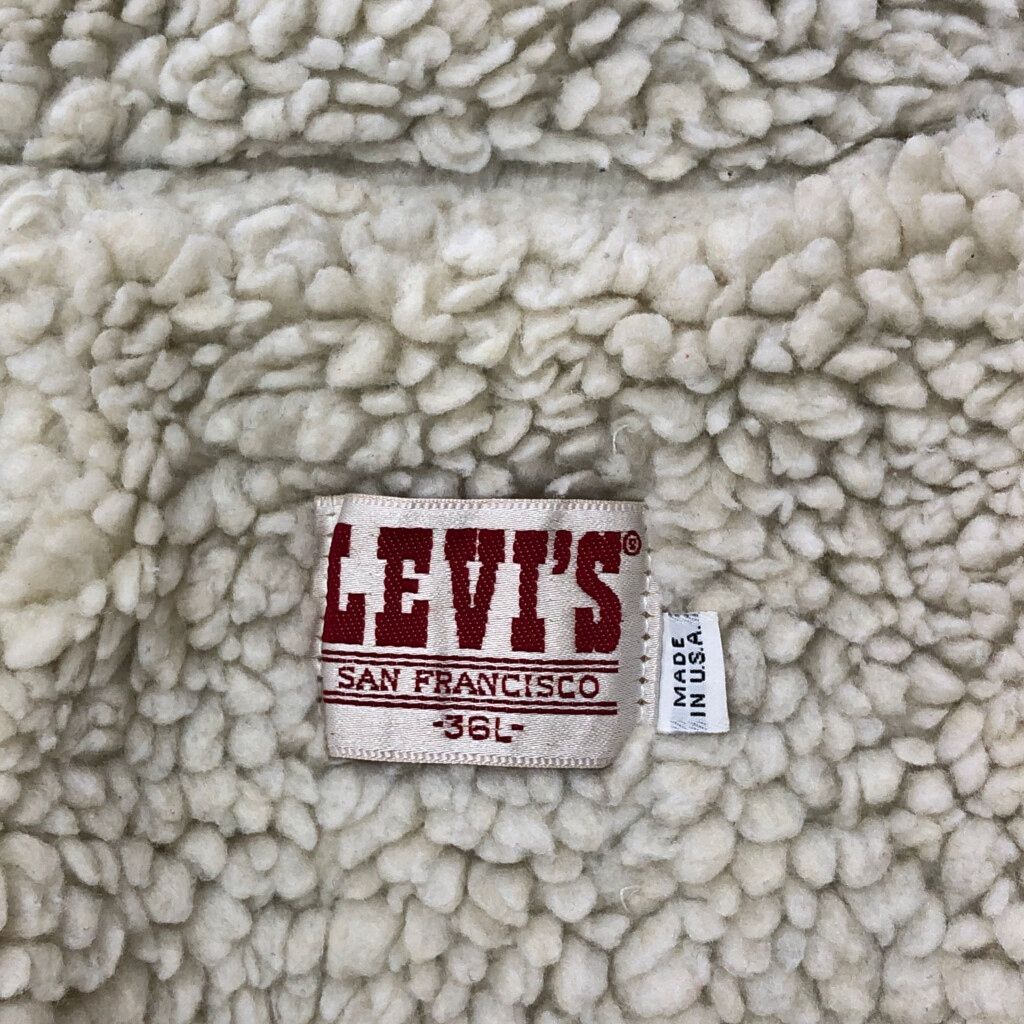 LEVI'S®
SAN FRANCISCO
-36L-
MADE
IN U.S.A.